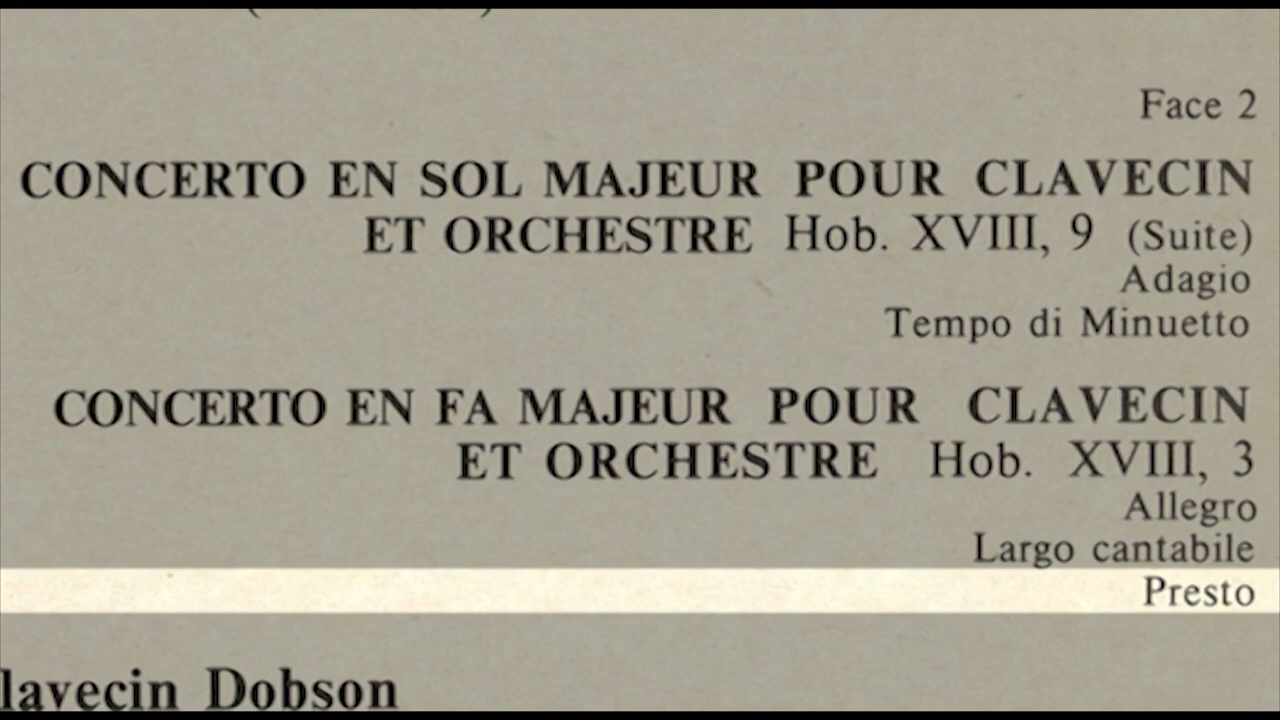 Face 2
CONCERTO EN SOL MAJEUR POUR CLAVECIN
ET ORCHESTRE Hob. XVIII, 9 (Suite)
Adagio
Tempo di Minuetto
CONCERTO EN FA MAJEUR POUR CLAVECIN
ET ORCHESTRE Hob. XVIII, 3
Allegro
Largo cantabile
Presto
lavecin Dobson